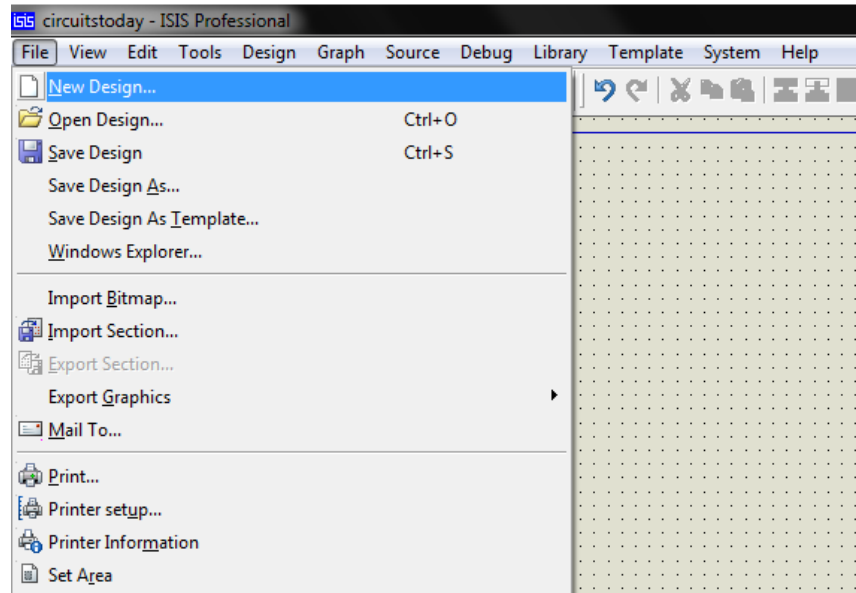 isis circuitstoday - ISIS Professional
File View Edit Tools Design Graph Source Debug Library Template System Help
New Design...
Open Design... Ctrl+O
Save Design Ctrl+S
Save Design As...
Save Design As Template...
Windows Explorer...
Import Bitmap...
Import Section...
Export Section...
Export Graphics
Mail To...
Print...
Printer setup...
Printer Information
Set Area